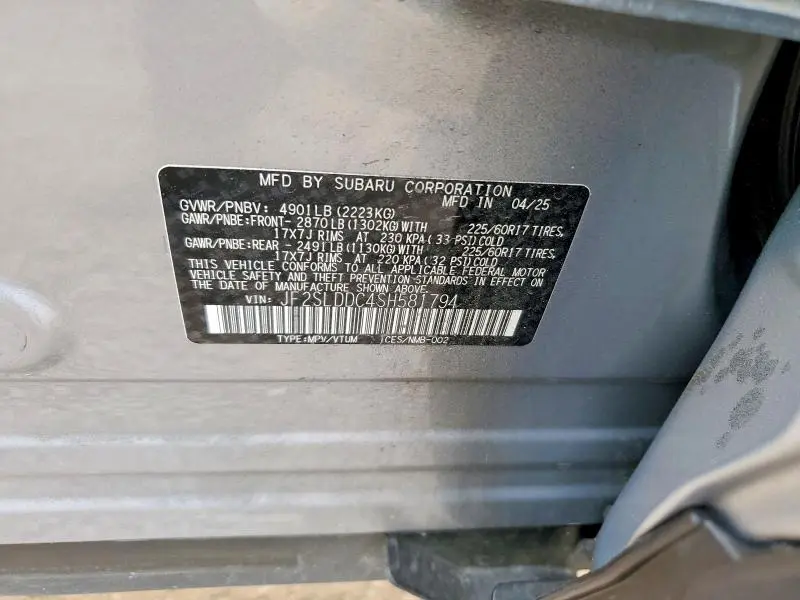 MFD BY SUBARU CORPORATION
MFD IN 04/25
GVWR/PNBV: 4901LB (2223KG)
GAWR/PNBE: FRONT- 2870LB (1302KG) WITH 225/60R17 TIRES,
17X7J RIMS AT 230 KPA (33 PSI) COLD
GAWR/PNBE: REAR - 2491LB (1130KG) WITH 225/60R17 TIRES,
17X7J RIMS AT 220 KPA (32 PSI) COLD
THIS VEHICLE CONFORMS TO ALL APPLICABLE FEDERAL MOTOR
VEHICLE SAFETY AND THEFT PREVENTION STANDARDS IN EFFECT ON
THE DATE OF MANUFACTURE SHOWN ABOVE.
VIN: JF2SLDDC4SH581794
TYPE:MPV/VTUM ICES/NMB-002